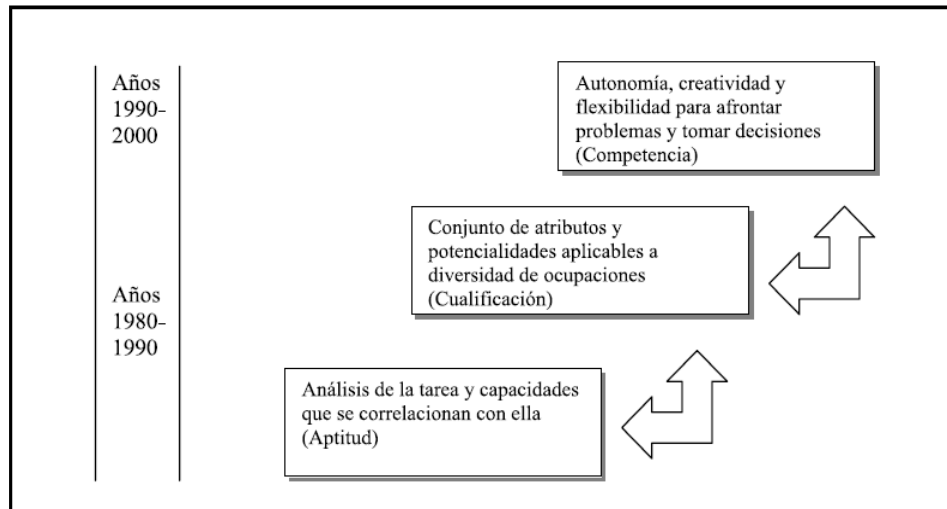 Años
1990-
2000
Autonomía, creatividad y
flexibilidad para afrontar
problemas y tomar decisiones
(Competencia)
Conjunto de atributos y
potencialidades aplicables a
diversidad de ocupaciones
(Cualificación)
Años
1980-
1990
Análisis de la tarea y capacidades
que se correlacionan con ella
(Aptitud)